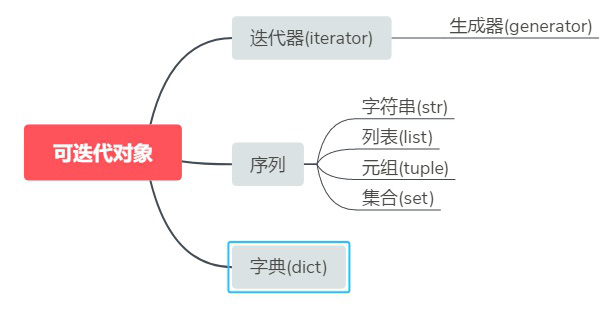 可迭代对象
迭代器(iterator)
生成器(generator)
序列
字符串(str)
列表(list)
元组(tuple)
集合(set)
字典(dict)